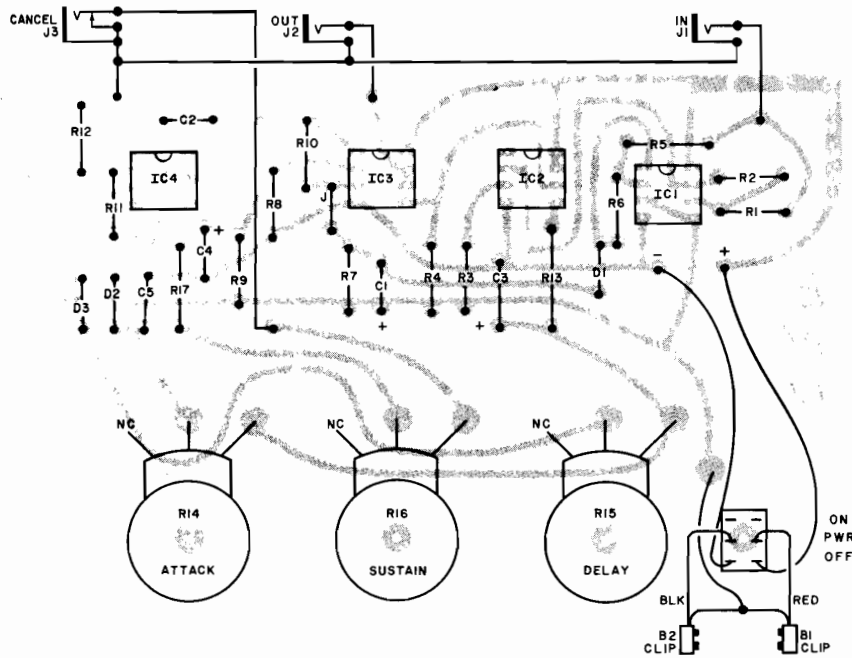 CANCEL
J3
V
OUT
J2
V
IN
J1
V
R12
C2
R10
R5
IC4
IC3
IC2
IC1
R2
R1
R11
R8
J
R6
C4
+
R17
R9
R7
C1
+
R4
R3
C3
+
R13
D1
-
+
D3
D2
C5
NC
NC
NC
R14
ATTACK
R16
SUSTAIN
R15
DELAY
ON
PWR
OFF
BLK
RED
B2
CLIP
B1
CLIP